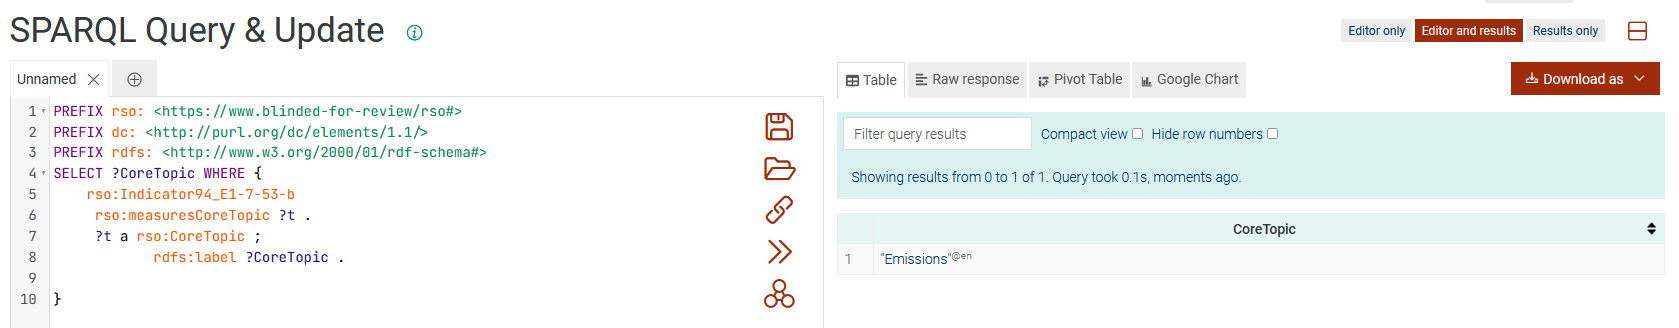 SPARQL Query & Update
Editor only
Editor and results
Results only
Unnamed
1 PREFIX rso: <https://www.blinded-for-review/rso#>
2 PREFIX dc: <http://purl.org/dc/elements/1.1/>
3 PREFIX rdfs: <http://www.w3.org/2000/01/rdf-schema#>
4 SELECT ?CoreTopic WHERE {
5 rso:Indicator94_E1-7-53-b
6 rso:measuresCoreTopic ?t .
7 ?t a rso:CoreTopic ;
8 rdfs:label ?CoreTopic .
9
10 }
Table
Raw response
Pivot Table
Google Chart
Download as
Filter query results
Compact view
Hide row numbers
Showing results from 0 to 1 of 1. Query took 0.1s, moments ago.
CoreTopic
1 "Emissions"@en